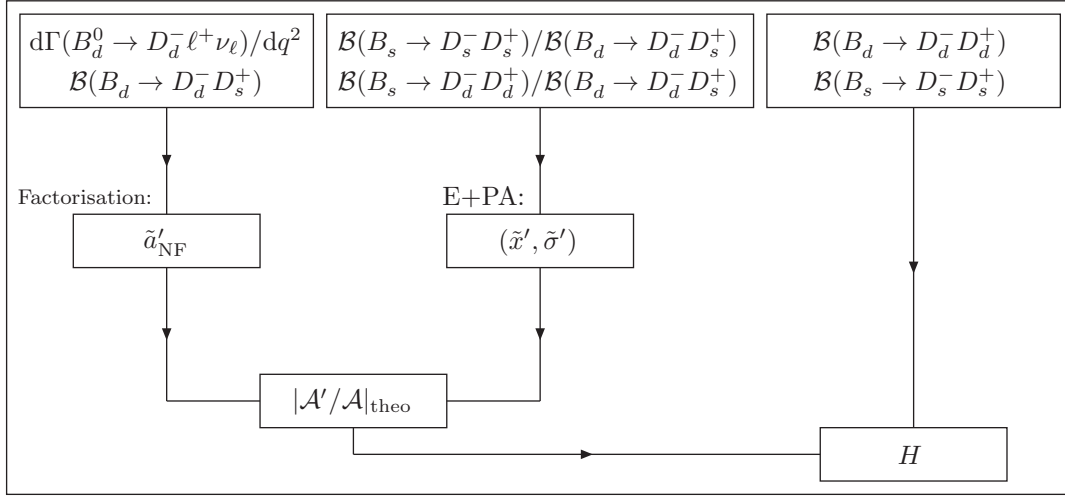 dΓ(B_d^0 → D_d^- ℓ^+ ν_ℓ)/dq^2
ℬ(B_d → D_d^- D_s^+)
ℬ(B_s → D_s^- D_s^+)/ℬ(B_d → D_d^- D_s^+)
ℬ(B_s → D_d^- D_d^+)/ℬ(B_d → D_d^- D_s^+)
ℬ(B_d → D_d^- D_d^+)
ℬ(B_s → D_s^- D_s^+)
Factorisation:
E+PA:
ã′_NF
(x̃′, σ̃′)
|𝒜′/𝒜|_theo
H